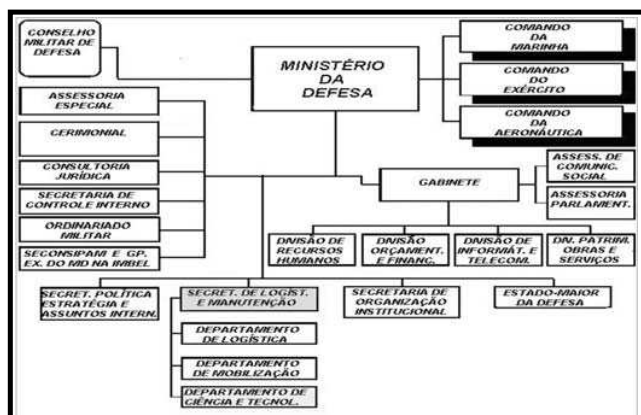 CONSELHO
MILITAR DE
DEFESA
MINISTÉRIO
DA
DEFESA
COMANDO
DA
MARINHA
COMANDO
DO
EXÉRCITO
COMANDO
DA
AERONÁUTICA
ASSESSORIA
ESPECIAL
CERIMONIAL
CONSULTORIA
JURÍDICA
SECRETARIA DE
CONTROLE INTERNO
ORDINARIADO
MILITAR
SECONSIPAM E GP.
EX. DO MD NA IMBEL
GABINETE
ASSESS. DE
COMUNIC.
SOCIAL
ASSESSORIA
PARLAMENT.
DIVISÃO DE
RECURSOS
HUMANOS
DIVISÃO
ORÇAMENT.
E FINANC.
DIVISÃO DE
INFORMÁT. E
TELECOM.
DIV. PATRIM.
OBRAS E
SERVIÇOS
SECRET. POLÍTICA
ESTRATÉGIA E
ASSUNTOS INTERN.
SECRET. DE LOGÍST.
E MANUTENÇÃO
SECRETARIA DE
ORGANIZAÇÃO
INSTITUCIONAL
ESTADO-MAIOR
DA DEFESA
DEPARTAMENTO
DE LOGÍSTICA
DEPARTAMENTO
DE MOBILIZAÇÃO
DEPARTAMENTO DE
CIÊNCIA E TECNOL.